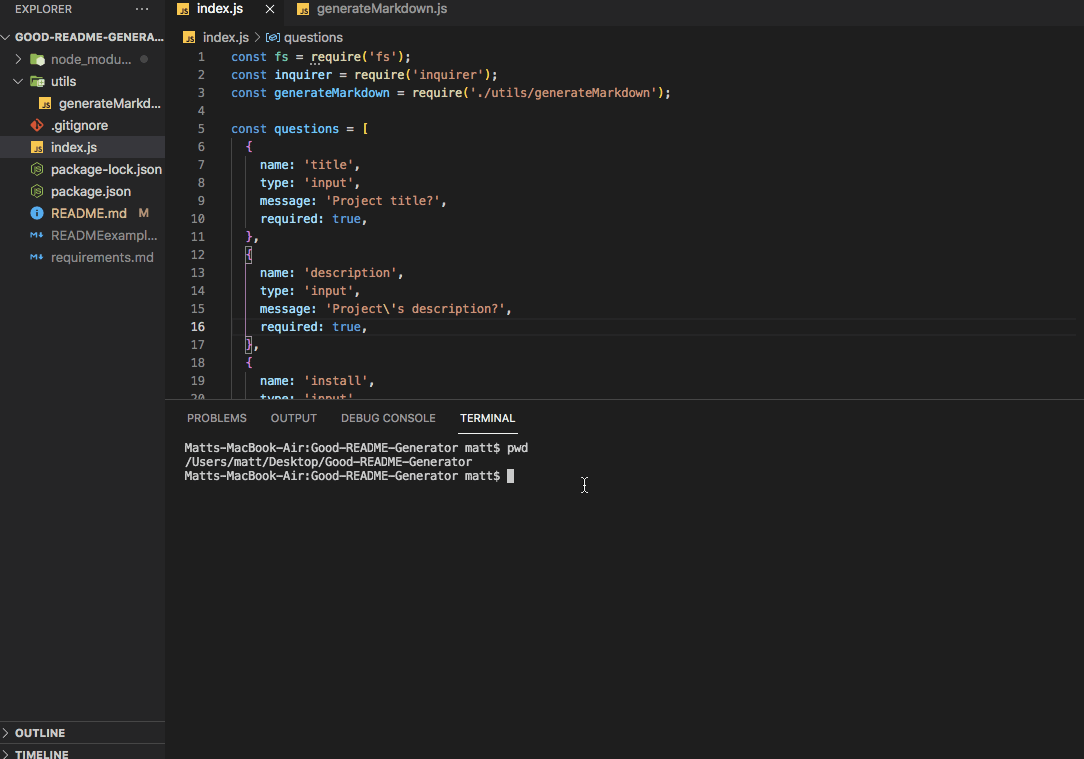 EXPLORER ···
GOOD-README-GENERA...
node_modu...
utils
generateMarkd...
.gitignore
index.js
package-lock.json
package.json
README.md M
READMEexampl...
requirements.md
OUTLINE
TIMELINE
index.js
generateMarkdown.js
index.js > questions
1 const fs = require('fs');
2 const inquirer = require('inquirer');
3 const generateMarkdown = require('./utils/generateMarkdown');
4
5 const questions = [
6 {
7 name: 'title',
8 type: 'input',
9 message: 'Project title?',
10 required: true,
11 },
12 {
13 name: 'description',
14 type: 'input',
15 message: 'Project\'s description?',
16 required: true,
17 },
18 {
19 name: 'install',
20 type: 'input'
PROBLEMS OUTPUT DEBUG CONSOLE TERMINAL
Matts-MacBook-Air:Good-README-Generator matt$ pwd
/Users/matt/Desktop/Good-README-Generator
Matts-MacBook-Air:Good-README-Generator matt$